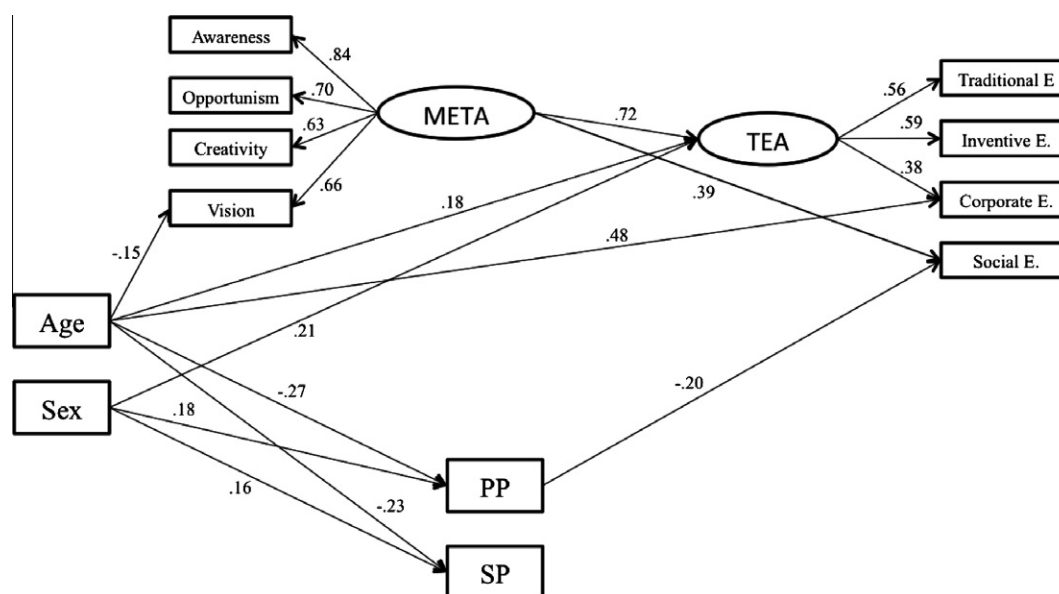 Awareness
.84
Opportunism
.70
META
Creativity
.63
.66
Vision
.72
TEA
.56
Traditional E
.59
Inventive E.
.38
Corporate E.
.39
Social E.
-.15
.18
.48
Age
.21
Sex
-.27
.18
-.20
.16
PP
-.23
SP